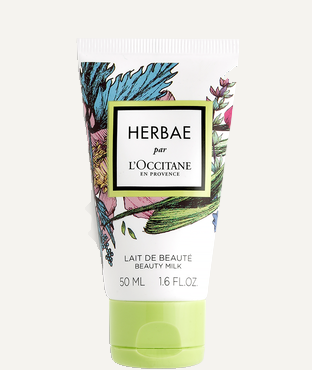 HERBAE
par
L'OCCITANE
EN PROVENCE
LAIT DE BEAUTÉ
BEAUTY MILK
50 ML 1.6 FL.OZ.